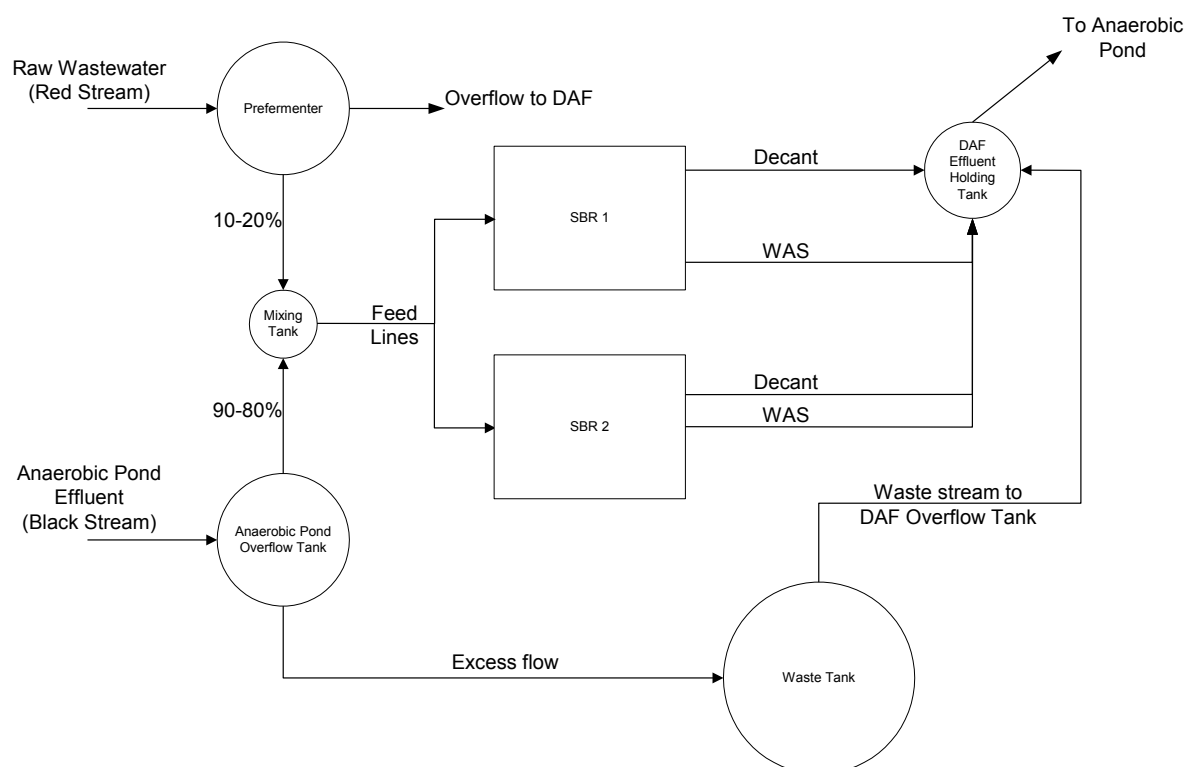 To Anaerobic
Pond
Raw Wastewater
(Red Stream)
Prefermenter
Overflow to DAF
DAF
Effluent
Holding
Tank
Decant
10-20%
SBR 1
WAS
Mixing
Tank
Feed
Lines
Decant
90-80%
WAS
SBR 2
Anaerobic Pond
Effluent
(Black Stream)
Waste stream to
DAF Overflow Tank
Anaerobic Pond
Overflow Tank
Excess flow
Waste Tank